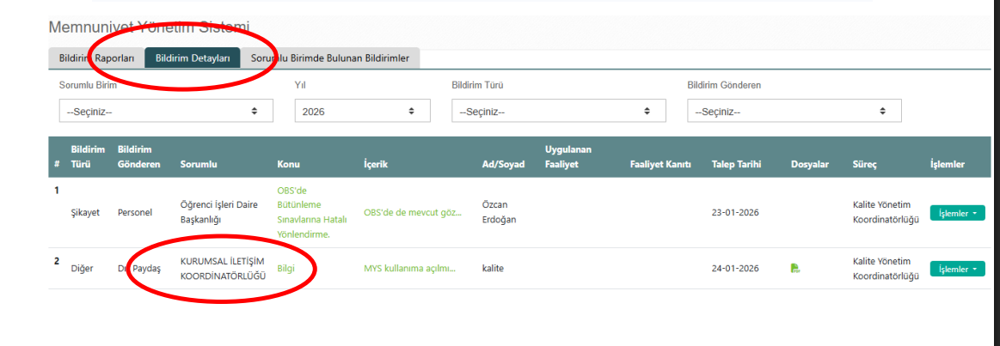 Memnuniyet Yönetim Sistemi
Bildirim Raporları Bildirim Detayları Sorumlu Birimde Bulunan Bildirimler
Sorumlu Birim Yıl Bildirim Türü Bildirim Gönderen
--Seçiniz-- 2026 --Seçiniz-- --Seçiniz--
# Bildirim Türü Bildirim Gönderen Sorumlu Konu İçerik Ad/Soyad Uygulanan Faaliyet Faaliyet Kanıtı Talep Tarihi Dosyalar Süreç İşlemler
1 Şikayet Personel Öğrenci İşleri Daire Başkanlığı OBS'de Bütünleme Sınavlarına Hatalı Yönlendirme. OBS'de de mevcut göz... Özcan Erdoğan 23-01-2026 Kalite Yönetim Koordinatörlüğü İşlemler
2 Diğer Paydaş KURUMSAL İLETİŞİM KOORDİNATÖRLÜĞÜ Bilgi MYS kullanıma açılmı... kalite 24-01-2026 Kalite Yönetim Koordinatörlüğü İşlemler